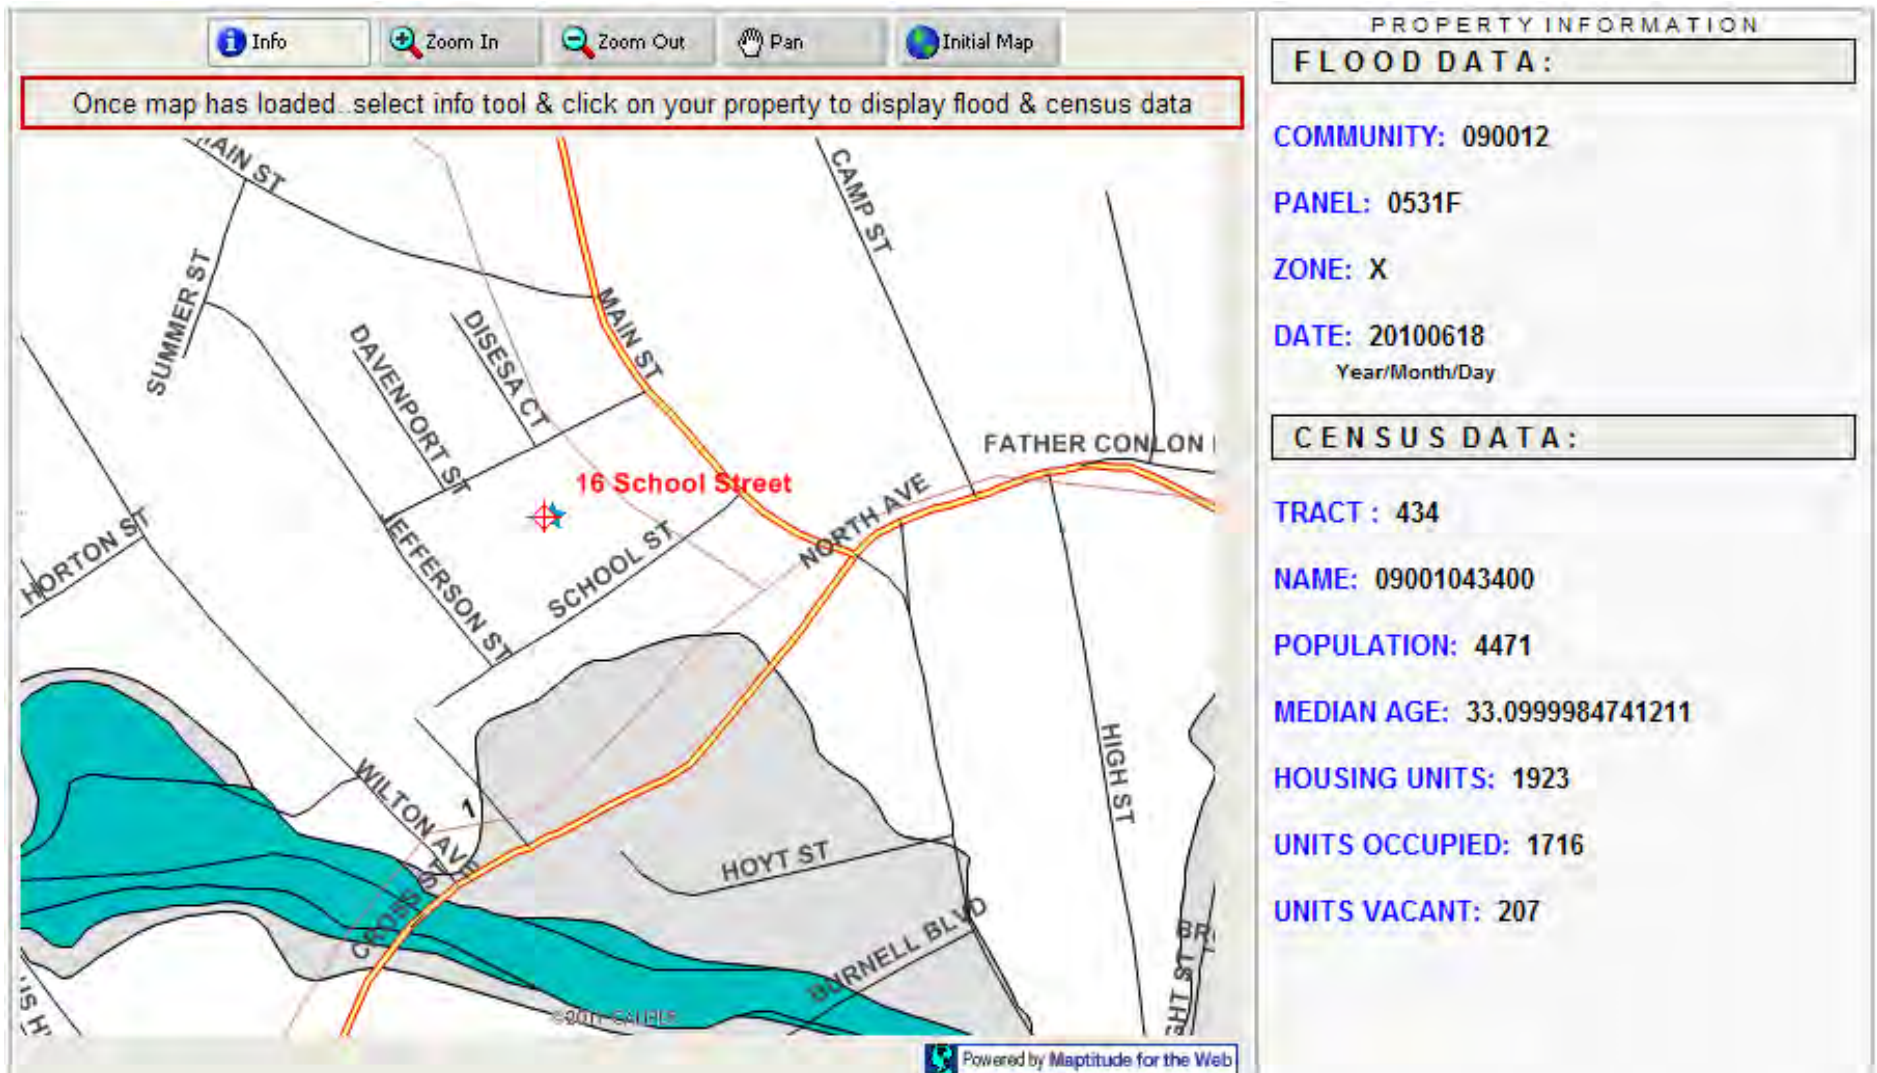 Info
Zoom In
Zoom Out
Pan
Initial Map
Once map has loaded..select info tool & click on your property to display flood & census data
MAIN ST
CAMP ST
SUMMER ST
MAIN ST
DISESA CT
DAVENPORT ST
FATHER CONLON
16 School Street
NORTH AVE
HORTON ST
JEFFERSON ST
SCHOOL ST
HIGH ST
WILTON AVE
1
HOYT ST
CROSS ST
BURNELL BLVD
©2011 CALIPER
Powered by Maptitude for the Web
PROPERTY INFORMATION
FLOOD DATA:
COMMUNITY: 090012
PANEL: 0531F
ZONE: X
DATE: 20100618
Year/Month/Day
CENSUS DATA:
TRACT : 434
NAME: 09001043400
POPULATION: 4471
MEDIAN AGE: 33.0999984741211
HOUSING UNITS: 1923
UNITS OCCUPIED: 1716
UNITS VACANT: 207